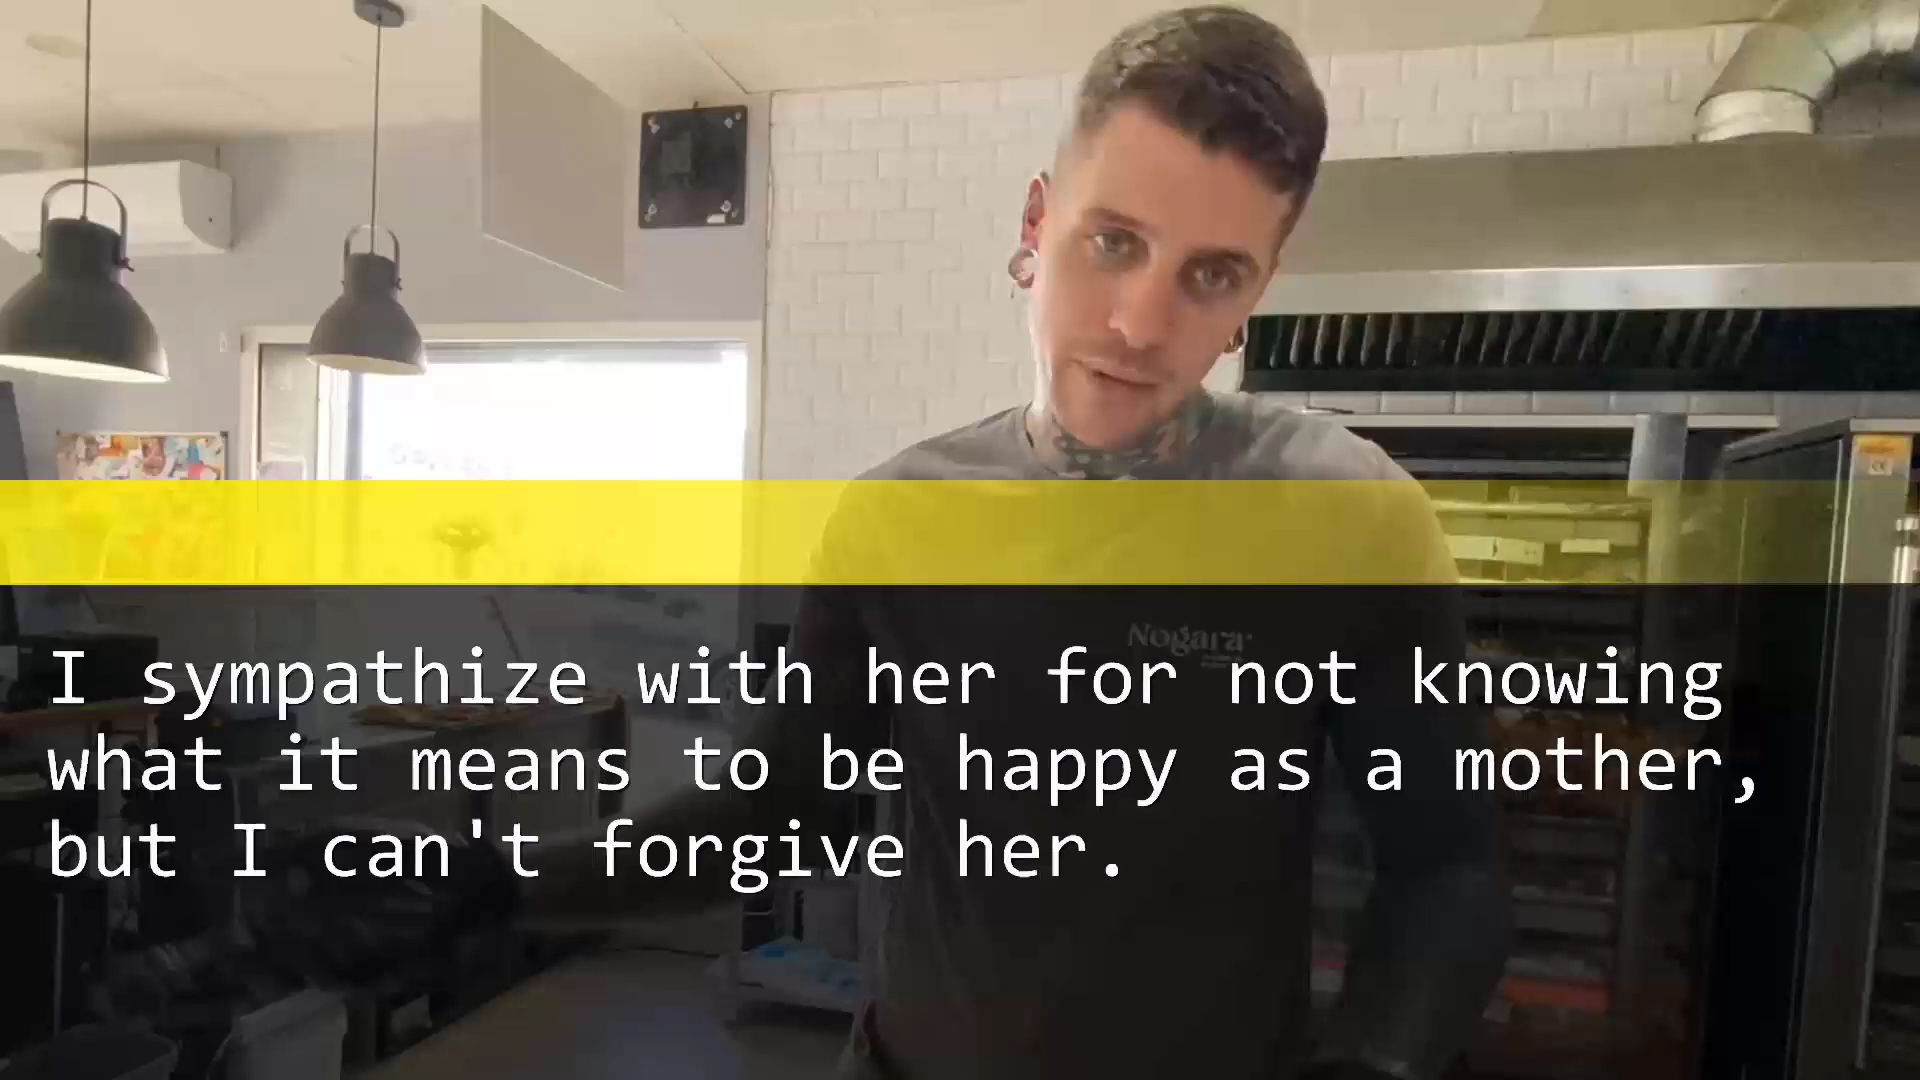 Nogara
I sympathize with her for not knowing
what it means to be happy as a mother,
but I can't forgive her.